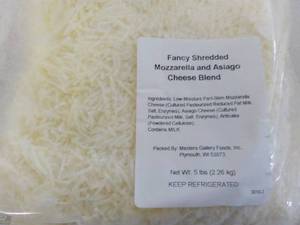 Fancy Shredded
Mozzarella and Asiago
Cheese Blend
Ingredients: Low-Moisture Part-Skim Mozzarella
Cheese (Cultured Pasteurized Reduced Fat Milk,
Salt, Enzymes), Asiago Cheese (Cultured
Pasteurized Milk, Salt, Enzymes), Anticake
(Powdered Cellulose).
Contains MILK.
Packed By: Masters Gallery Foods, Inc.
Plymouth, WI 53073
Net Wt. 5 lbs (2.26 kg)
KEEP REFRIGERATED